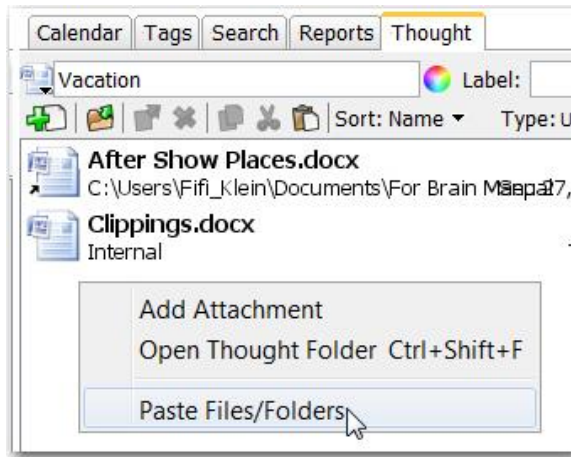 Calendar Tags Search Reports Thought
Vacation Label:
Sort: Name Type:
After Show Places.docx
C:\Users\Fifi_Klein\Documents\For Brain
Clippings.docx
Internal
Add Attachment
Open Thought Folder Ctrl+Shift+F
Paste Files/Folders